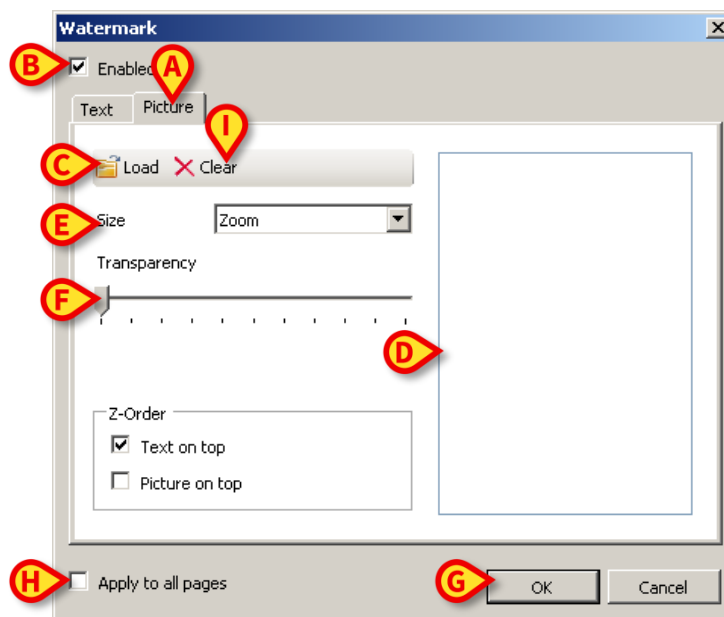 Watermark
B Enabled A
Text Picture I
C Load Clear
E Size Zoom
Transparency
F
D
Z-Order
Text on top
Picture on top
H Apply to all pages G OK Cancel